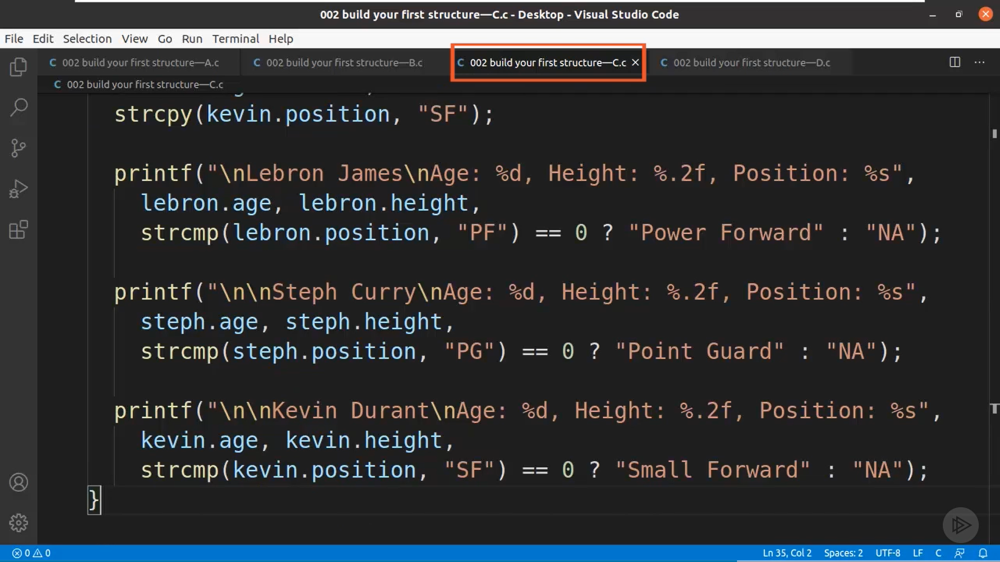 002 build your first structure—C.c - Desktop - Visual Studio Code
File Edit Selection View Go Run Terminal Help
C 002 build your first structure—A.c C 002 build your first structure—B.c C 002 build your first structure—C.c × C 002 build your first structure—D.c
C 002 build your first structure—C.c
strcpy(kevin.position, "SF");
printf("\nLebron James\nAge: %d, Height: %.2f, Position: %s",
lebron.age, lebron.height,
strcmp(lebron.position, "PF") == 0 ? "Power Forward" : "NA");
printf("\n\nSteph Curry\nAge: %d, Height: %.2f, Position: %s",
steph.age, steph.height,
strcmp(steph.position, "PG") == 0 ? "Point Guard" : "NA");
printf("\n\nKevin Durant\nAge: %d, Height: %.2f, Position: %s",
kevin.age, kevin.height,
strcmp(kevin.position, "SF") == 0 ? "Small Forward" : "NA");
}
0 0 Ln 35, Col 2 Spaces: 2 UTF-8 LF C